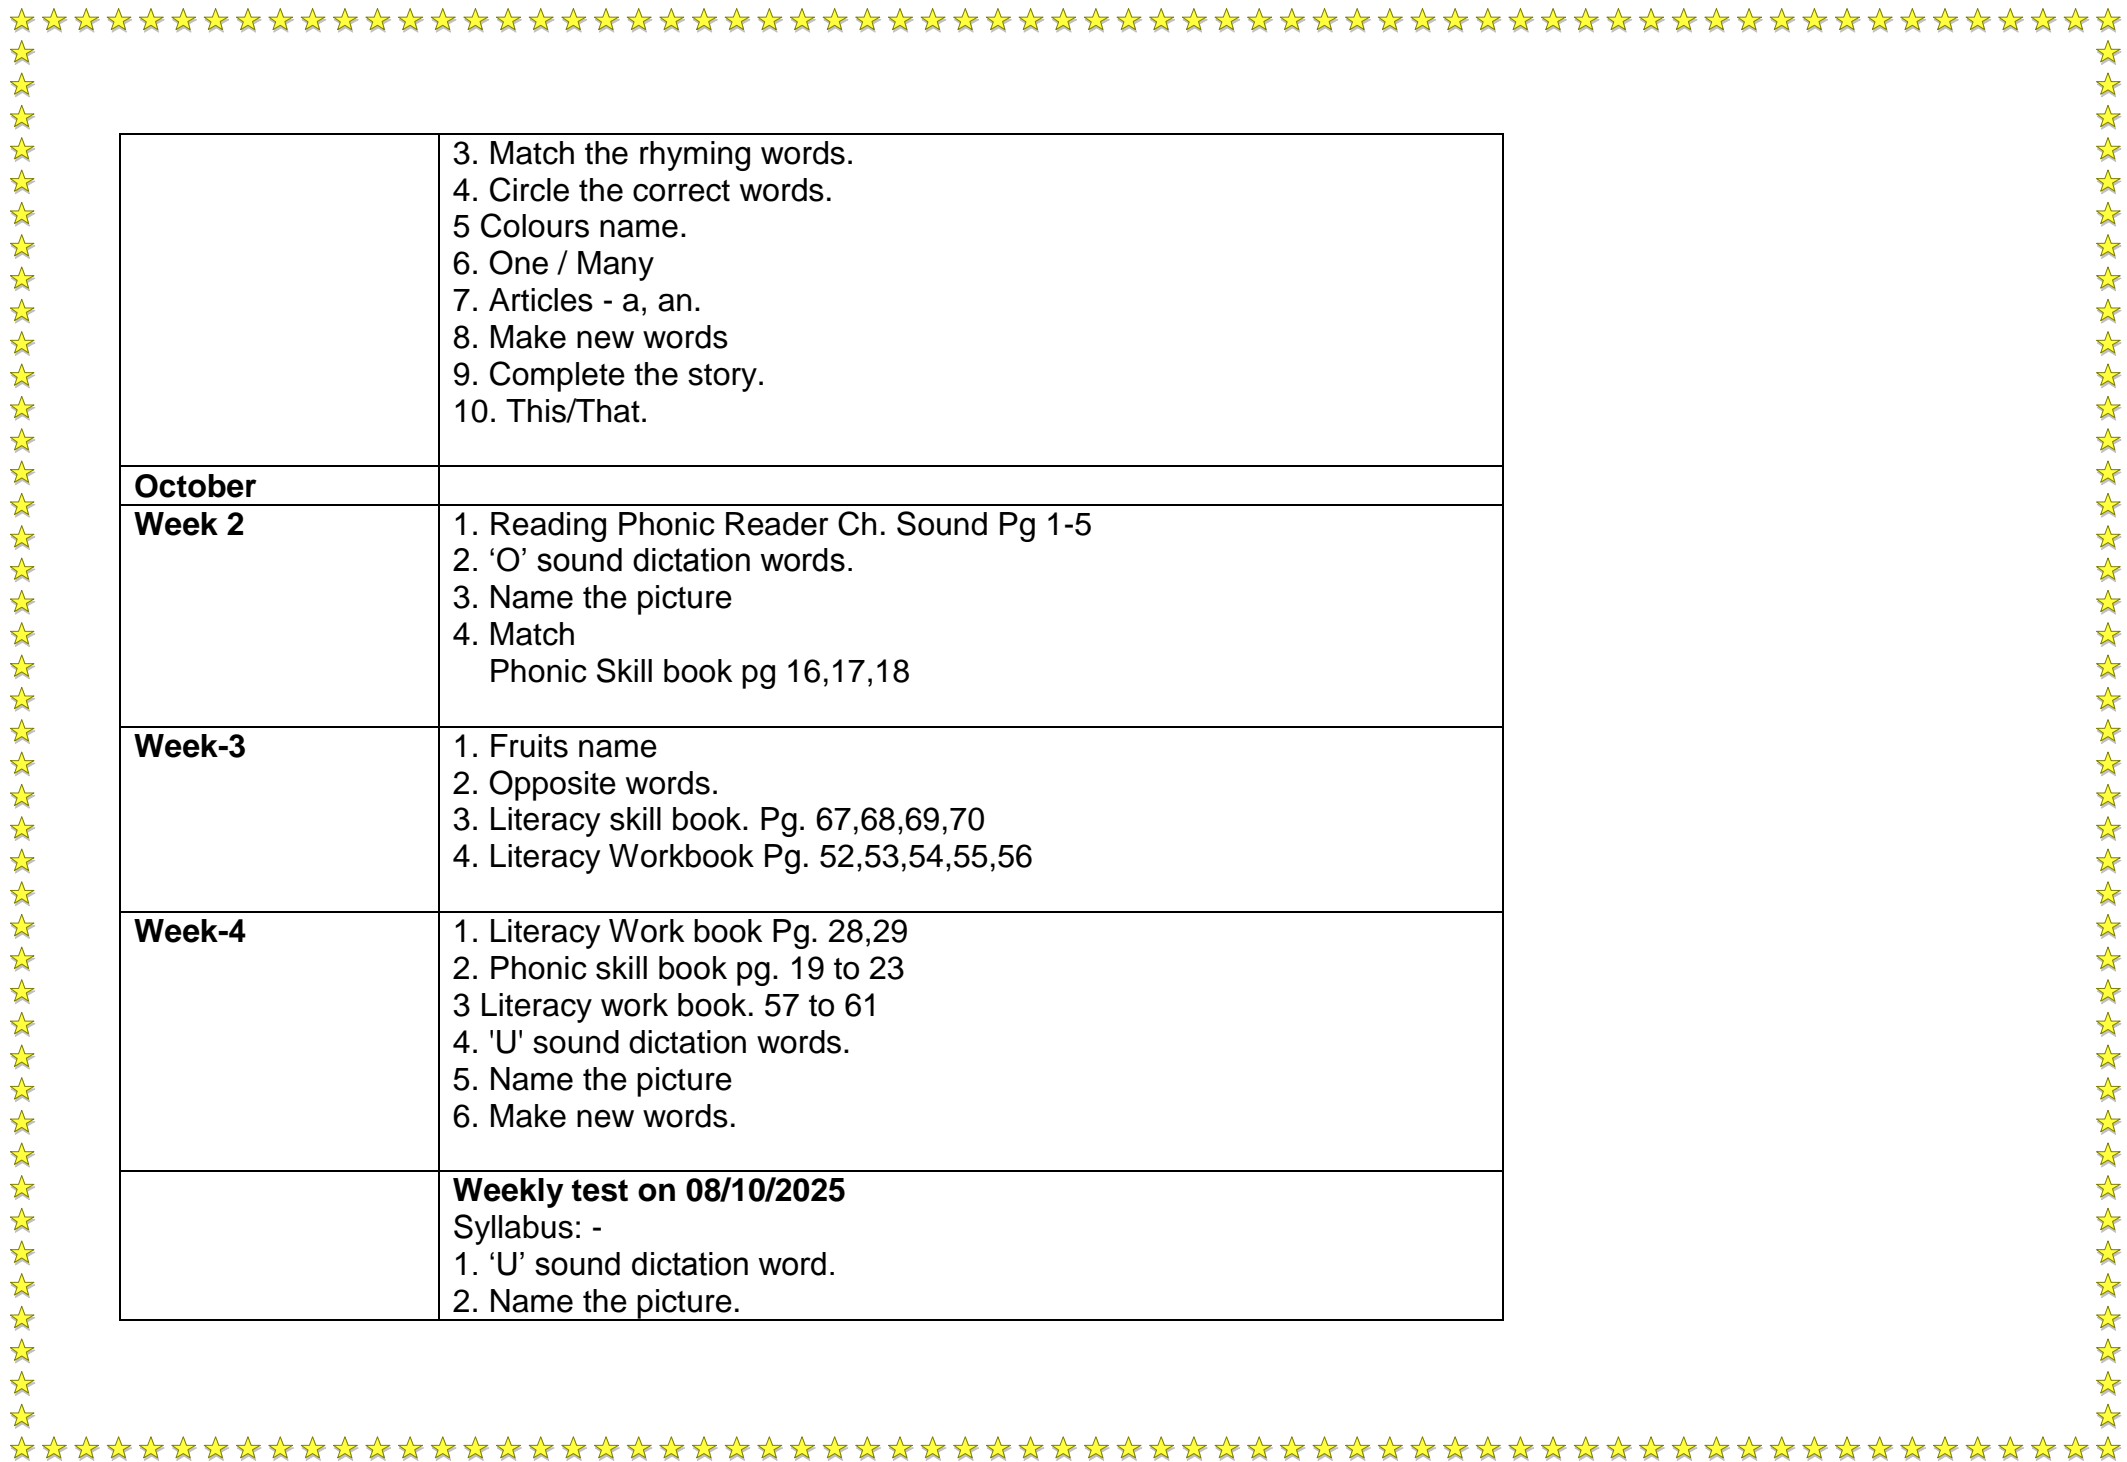 3. Match the rhyming words.
4. Circle the correct words.
5 Colours name.
6. One / Many
7. Articles - a, an.
8. Make new words
9. Complete the story.
10. This/That.
October
Week 2
1. Reading Phonic Reader Ch. Sound Pg 1-5
2. ‘O’ sound dictation words.
3. Name the picture
4. Match
Phonic Skill book pg 16,17,18
Week-3
1. Fruits name
2. Opposite words.
3. Literacy skill book. Pg. 67,68,69,70
4. Literacy Workbook Pg. 52,53,54,55,56
Week-4
1. Literacy Work book Pg. 28,29
2. Phonic skill book pg. 19 to 23
3 Literacy work book. 57 to 61
4. 'U' sound dictation words.
5. Name the picture
6. Make new words.
Weekly test on 08/10/2025
Syllabus: -
1. ‘U’ sound dictation word.
2. Name the picture.